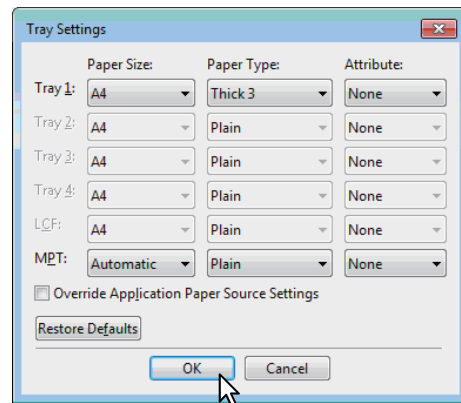 Tray Settings
Paper Size: Paper Type: Attribute:
Tray 1: A4 Thick 3 None
Tray 2: A4 Plain None
Tray 3: A4 Plain None
Tray 4: A4 Plain None
LCF: A4 Plain None
MPT: Automatic Plain None
Override Application Paper Source Settings
Restore Defaults
OK Cancel